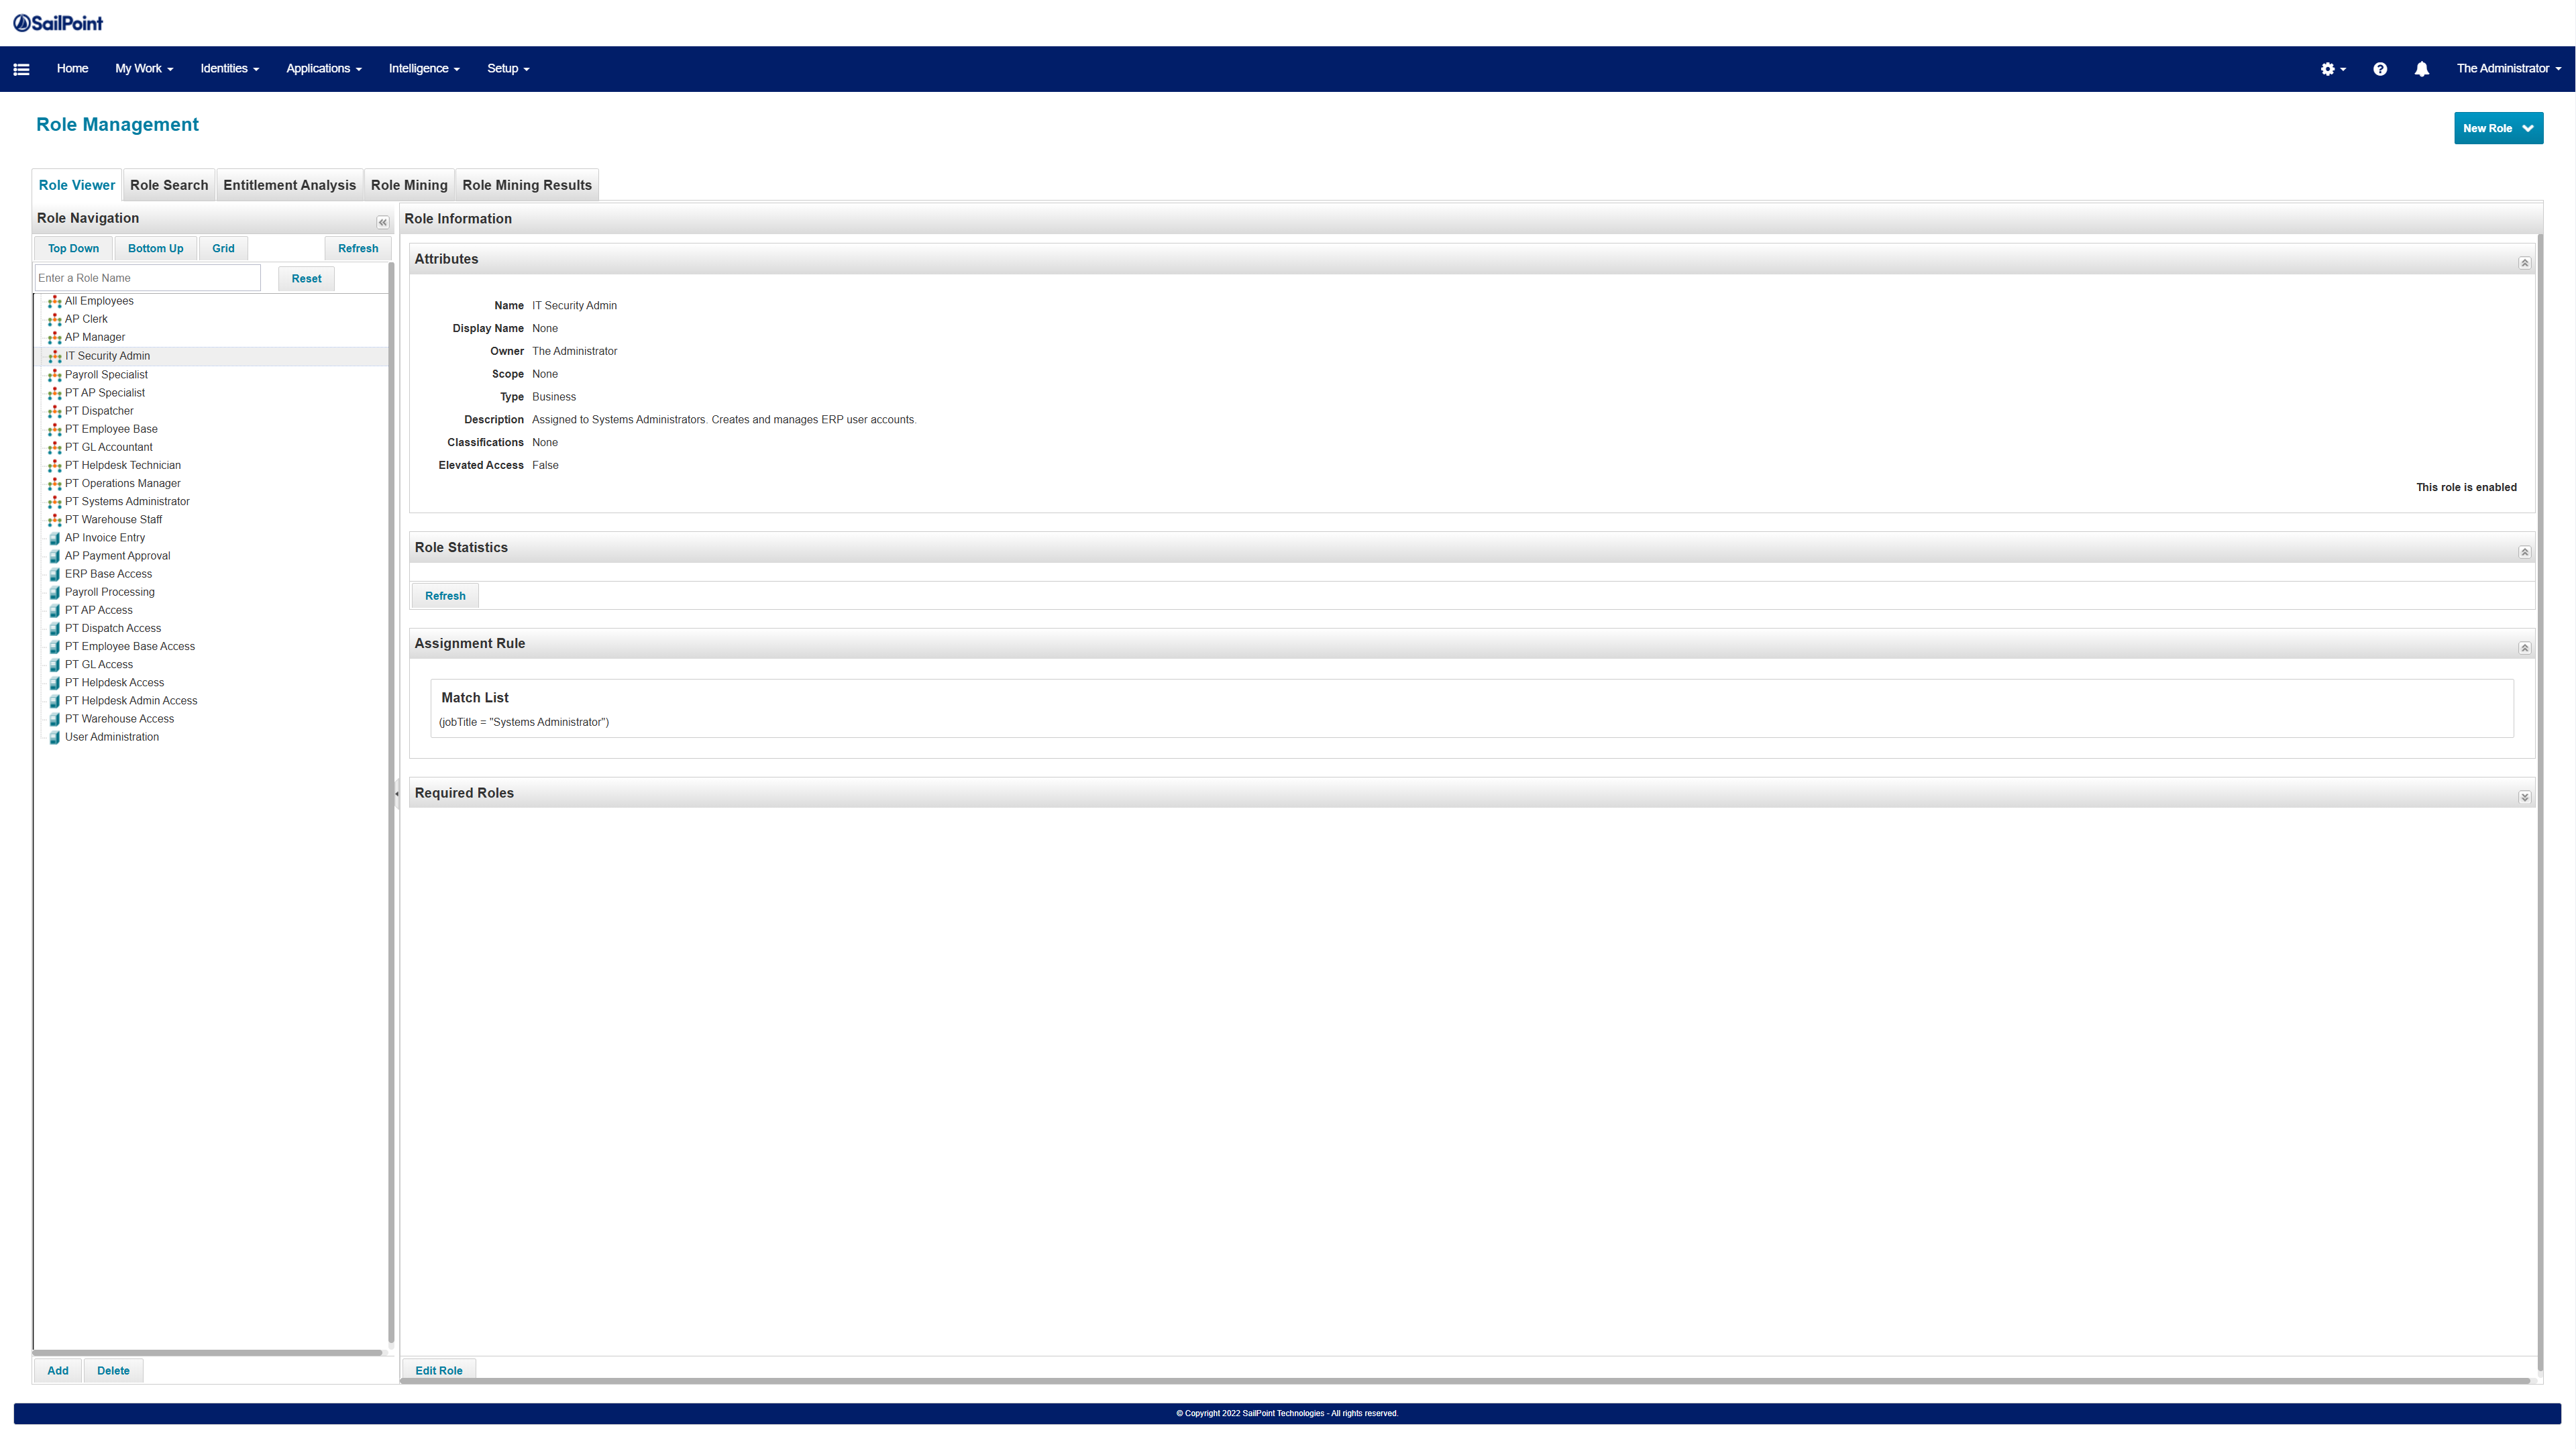 SailPoint
Home My Work Identities Applications Intelligence Setup The Administrator
Role Management
New Role
Role Viewer Role Search Entitlement Analysis Role Mining Role Mining Results
Role Navigation
Top Down Bottom Up Grid Refresh
Enter a Role Name Reset
All Employees
AP Clerk
AP Manager
IT Security Admin
Payroll Specialist
PT AP Specialist
PT Dispatcher
PT Employee Base
PT GL Accountant
PT Helpdesk Technician
PT Operations Manager
PT Systems Administrator
PT Warehouse Staff
AP Invoice Entry
AP Payment Approval
ERP Base Access
Payroll Processing
PT AP Access
PT Dispatch Access
PT Employee Base Access
PT GL Access
PT Helpdesk Access
PT Helpdesk Admin Access
PT Warehouse Access
User Administration
Add Delete
Role Information
Attributes
Name IT Security Admin
Display Name None
Owner The Administrator
Scope None
Type Business
Description Assigned to Systems Administrators. Creates and manages ERP user accounts.
Classifications None
Elevated Access False
This role is enabled
Role Statistics
Refresh
Assignment Rule
Match List
(jobTitle = "Systems Administrator")
Required Roles
Edit Role
© Copyright 2022 SailPoint Technologies - All rights reserved.